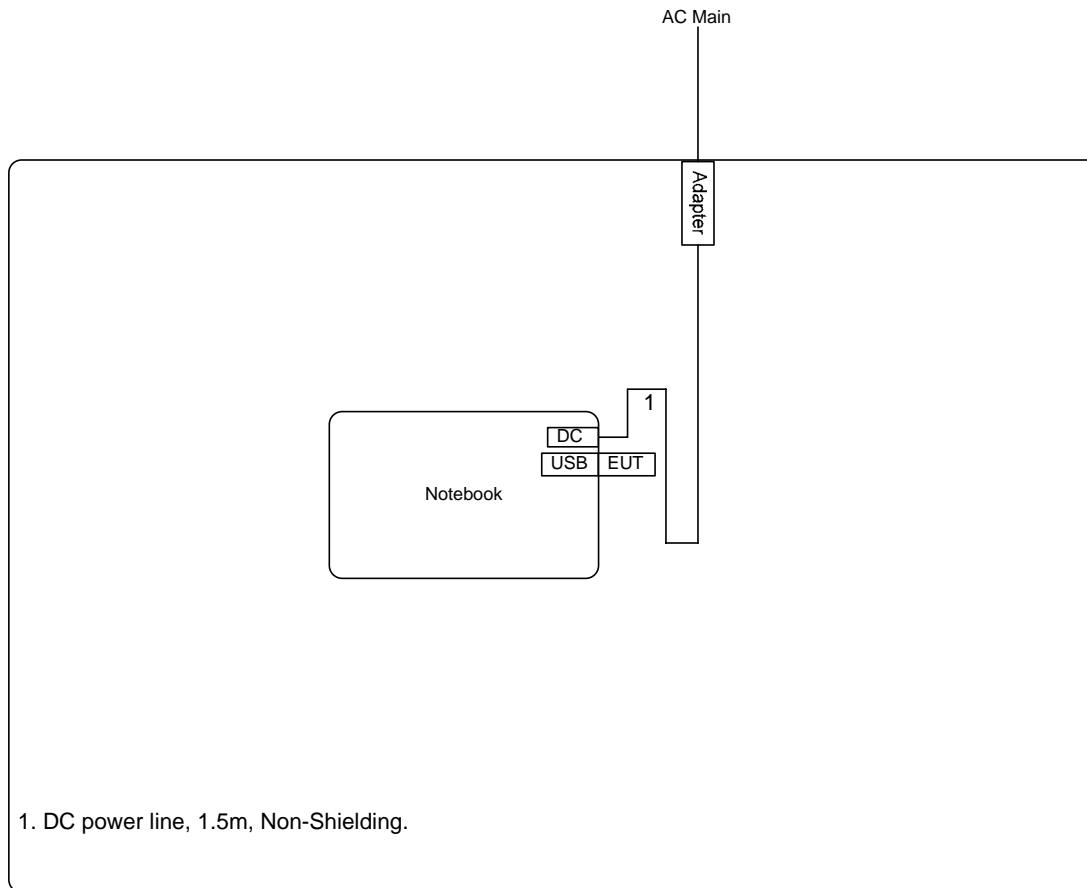 AC Main
Adapter
1
DC
USB EUT
Notebook
1. DC power line, 1.5m, Non-Shielding.